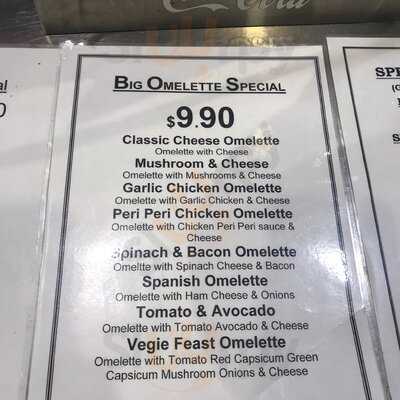 Cola
BIG OMELETTE SPECIAL
$9.90
Classic Cheese Omelette
Omelette with Cheese
Mushroom & Cheese
Omelette with Mushrooms & Cheese
Garlic Chicken Omelette
Omelette with Garlic Chicken & Cheese
Peri Peri Chicken Omelette
Omelette with Chicken Peri Peri sauce &
Cheese
Spinach & Bacon Omelette
Omelette with Spinach Cheese & Bacon
Spanish Omelette
Omelette with Ham Cheese & Onions
Tomato & Avocado
Omelette with Tomato Avocado & Cheese
Vegie Feast Omelette
Omelette with Tomato Red Capsicum Green
Capsicum Mushroom Onions & Cheese